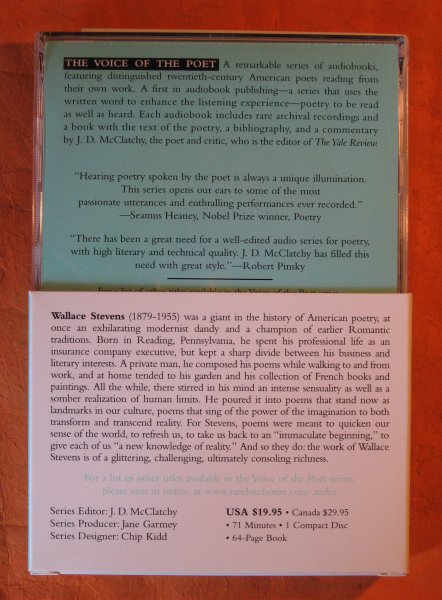 THE VOICE OF THE POET A remarkable series of audiobooks,
featuring distinguished twentieth-century American poets reading from
their own work. A first in audiobook publishing—a series that uses the
written word to enhance the listening experience—poetry to be read
as well as heard. Each audiobook includes rare archival recordings and
a book with the text of the poetry, a bibliography, and a commentary
by J. D. McClatchy, the poet and critic, who is the editor of The Yale Review.
"Hearing poetry spoken by the poet is always a unique illumination.
This series opens our ears to some of the most
passionate utterances and enthralling performances ever recorded."
—Seamus Heaney, Nobel Prize winner, Poetry
"There has been a great need for a well-edited audio series for poetry,
with high literary and technical quality. J. D. McClatchy has filled this
need with great style."—Robert Pinsky
For a list of other titles available in the Voice of the Poet series,
Wallace Stevens (1879-1955) was a giant in the history of American poetry, at
once an exhilarating modernist dandy and a champion of earlier Romantic
traditions. Born in Reading, Pennsylvania, he spent his professional life as an
insurance company executive, but kept a sharp divide between his business and
literary interests. A private man, he composed his poems while walking to and from
work, and at home tended to his garden and his collection of French books and
paintings. All the while, there stirred in his mind an intense sensuality as well as a
somber realization of human limits. He poured it into poems that stand now as
landmarks in our culture, poems that sing of the power of the imagination to both
transform and transcend reality. For Stevens, poems were meant to quicken our
sense of the world, to refresh us, to take us back to an "immaculate beginning," to
give each of us "a new knowledge of reality." And so they do: the work of Wallace
Stevens is of a glittering, challenging, ultimately consoling richness.
For a list of other titles available in the Voice of the Poet series,
please visit us online at www.randomhouse.com/audio
Series Editor: J. D. McClatchy
Series Producer: Jane Garmey
Series Designer: Chip Kidd
USA $19.95 • Canada $29.95
• 71 Minutes • 1 Compact Disc
• 64-Page Book